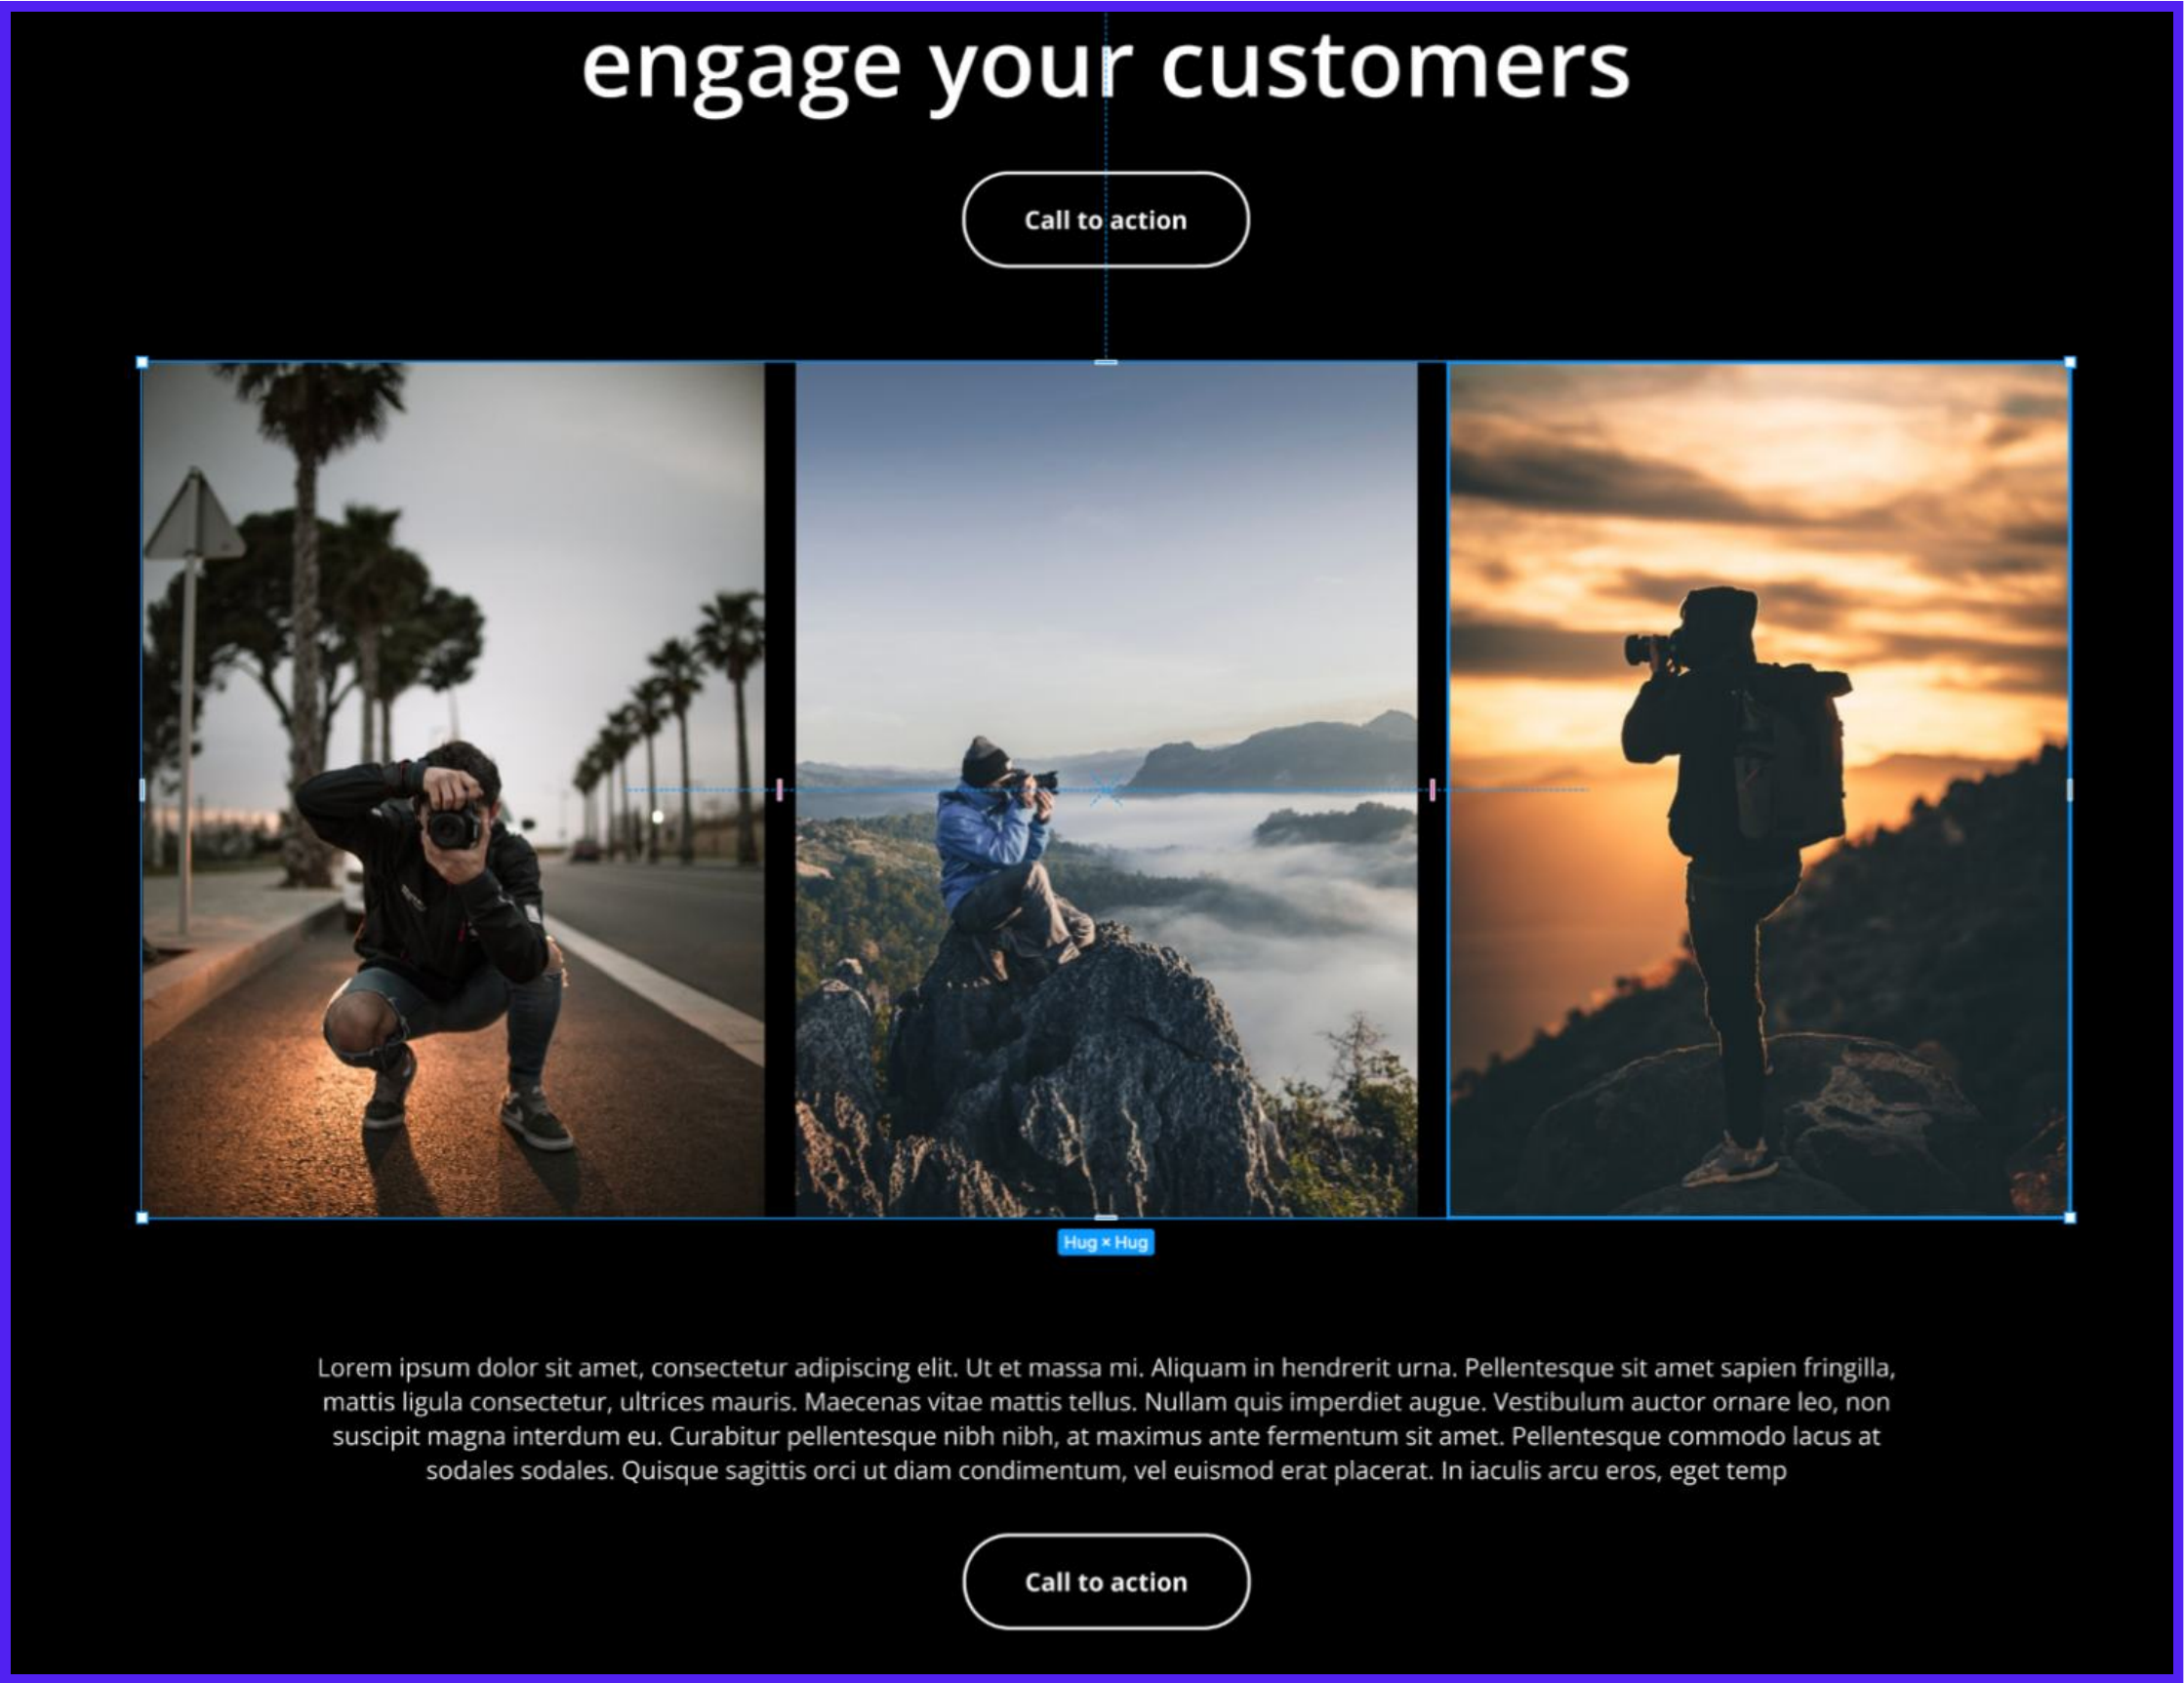 engage your customers
Call to action
Hug × Hug
Lorem ipsum dolor sit amet, consectetur adipiscing elit. Ut et massa mi. Aliquam in hendrerit urna. Pellentesque sit amet sapien fringilla,
mattis ligula consectetur, ultrices mauris. Maecenas vitae mattis tellus. Nullam quis imperdiet augue. Vestibulum auctor ornare leo, non
suscipit magna interdum eu. Curabitur pellentesque nibh nibh, at maximus ante fermentum sit amet. Pellentesque commodo lacus at
sodales sodales. Quisque sagittis orci ut diam condimentum, vel euismod erat placerat. In iaculis arcu eros, eget temp
Call to action